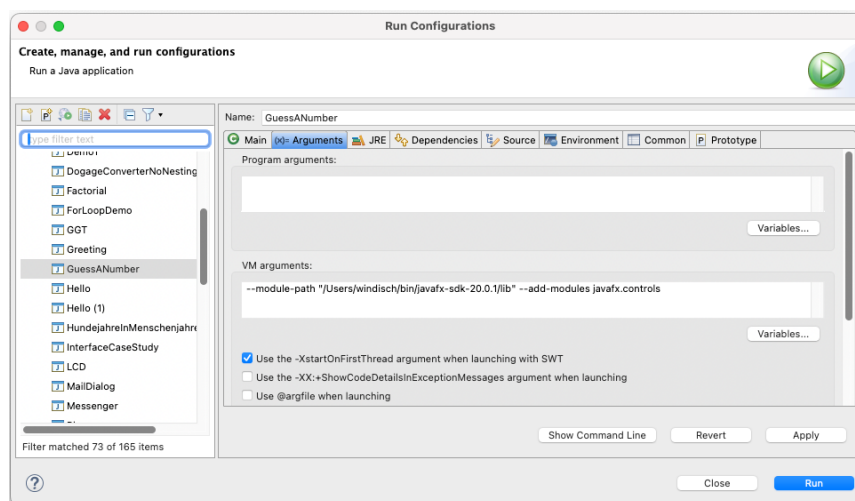 Run Configurations
Create, manage, and run configurations
Run a Java application
type filter text
Demo1
DogageConverterNoNesting
Factorial
ForLoopDemo
GGT
Greeting
GuessANumber
Hello
Hello (1)
HundejahreInMenschenjahre
InterfaceCaseStudy
LCD
MailDialog
Messenger
Filter matched 73 of 165 items
Name: GuessANumber
Main (x)= Arguments JRE Dependencies Source Environment Common P Prototype
Program arguments:
Variables...
VM arguments:
--module-path "/Users/windisch/bin/javafx-sdk-20.0.1/lib" --add-modules javafx.controls
Variables...
Use the -XstartOnFirstThread argument when launching with SWT
Use the -XX:+ShowCodeDetailsInExceptionMessages argument when launching
Use @argfile when launching
Show Command Line Revert Apply
? Close Run